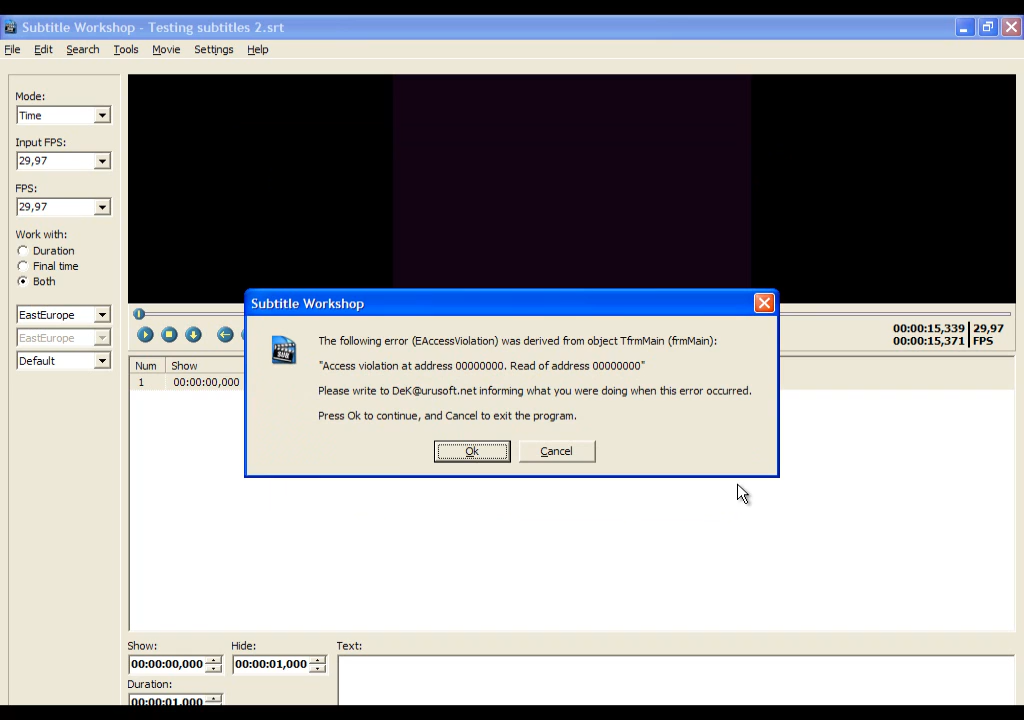 Subtitle Workshop - Testing subtitles 2.srt
File Edit Search Tools Movie Settings Help
Mode:
Time
Input FPS:
29,97
FPS:
29,97
Work with:
Duration
Final time
Both
EastEurope
EastEurope
Default
00:00:15,339 29,97
00:00:15,371 FPS
Num Show
1 00:00:00,000
Subtitle Workshop
The following error (EAccessViolation) was derived from object TfrmMain (frmMain):
"Access violation at address 00000000. Read of address 00000000"
Please write to DeK@urusoft.net informing what you were doing when this error occurred.
Press Ok to continue, and Cancel to exit the program.
Ok Cancel
Show: Hide: Text:
00:00:00,000 00:00:01,000
Duration:
00:00:01,000